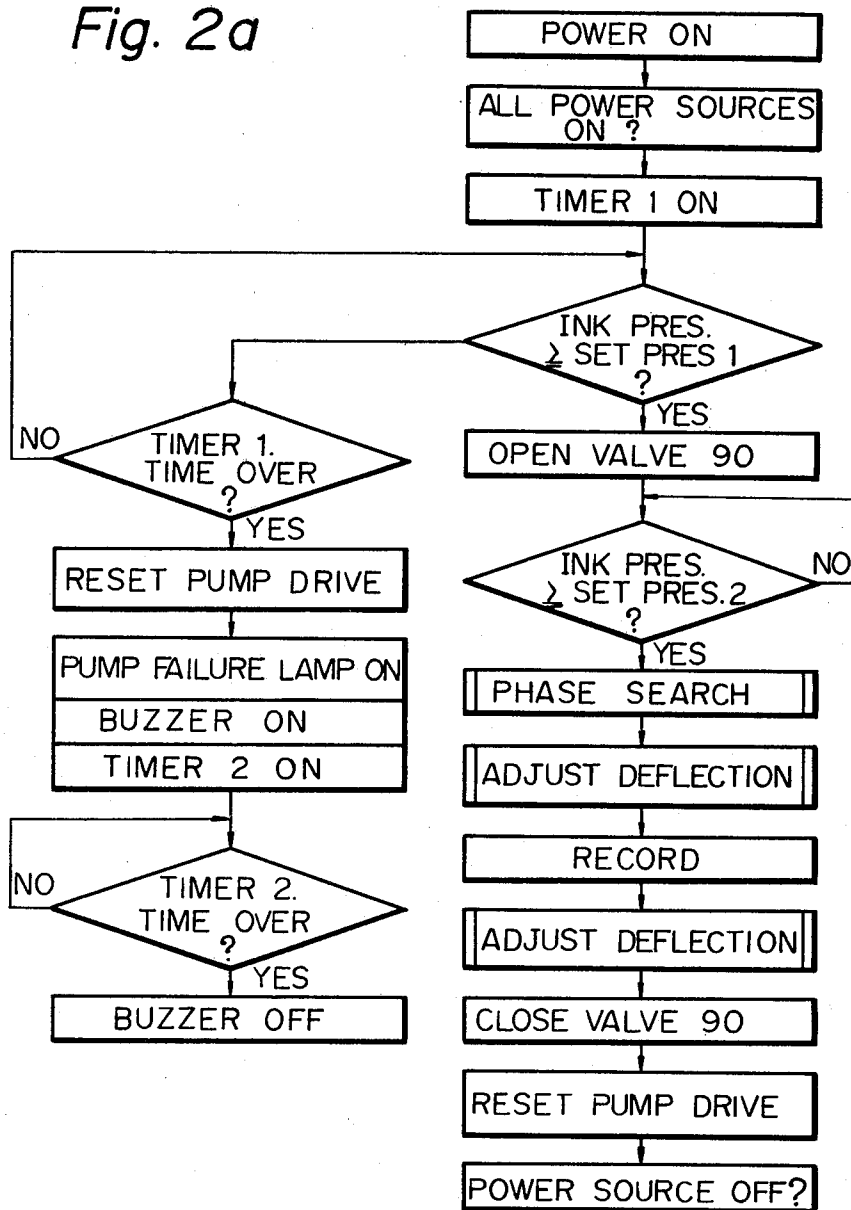 Fig. 2a
POWER ON
ALL POWER SOURCES
ON ?
TIMER 1 ON
INK PRES.
≥ SET PRES 1
?
YES
NO
TIMER 1.
TIME OVER
?
YES
OPEN VALVE 90
RESET PUMP DRIVE
INK PRES.
≥ SET PRES.2
?
NO
YES
PUMP FAILURE LAMP ON
BUZZER ON
TIMER 2 ON
PHASE SEARCH
ADJUST DEFLECTION
RECORD
NO
TIMER 2.
TIME OVER
?
YES
BUZZER OFF
ADJUST DEFLECTION
CLOSE VALVE 90
RESET PUMP DRIVE
POWER SOURCE OFF?